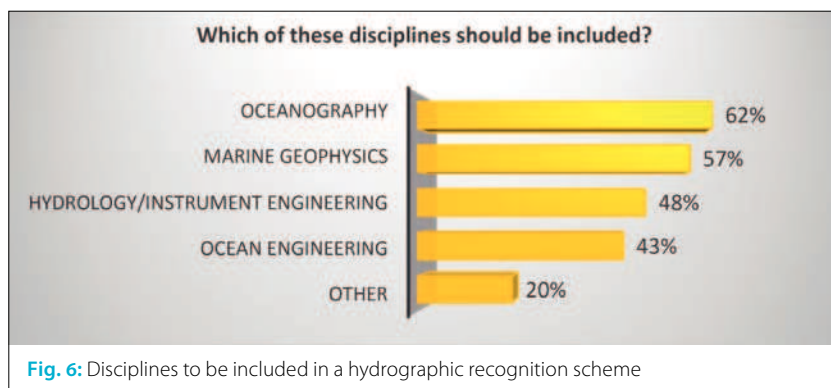 Which of these disciplines should be included?
OCEANOGRAPHY 62%
MARINE GEOPHYSICS 57%
HYDROLOGY/INSTRUMENT ENGINEERING 48%
OCEAN ENGINEERING 43%
OTHER 20%
Fig. 6: Disciplines to be included in a hydrographic recognition scheme